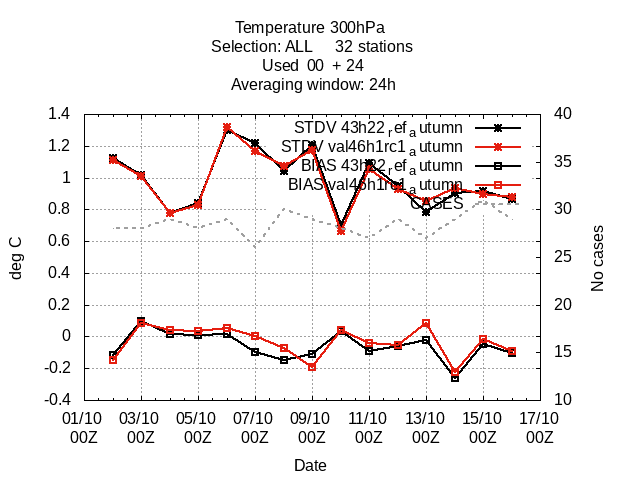 Temperature 300hPa
Selection: ALL     32 stations
Used  00  + 24
Averaging window: 24h
1.4
1.2
1
0.8
0.6
0.4
0.2
0
-0.2
-0.4
deg C
STDV 43h22_ref_autumn
STDV val46h1rc1_autumn
BIAS 43h22_ref_autumn
BIAS val46h1rc1_autumn
CASES
40
35
30
25
20
15
10
No cases
01/10 03/10 05/10 07/10 09/10 11/10 13/10 15/10 17/10
00Z 00Z 00Z 00Z 00Z 00Z 00Z 00Z 00Z
Date